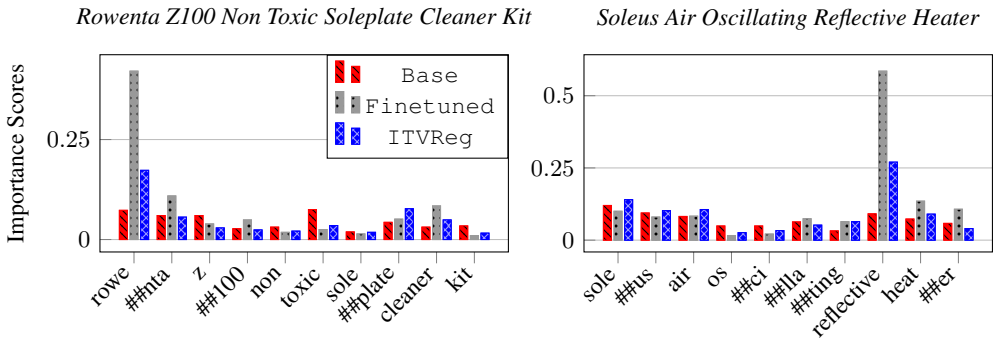 Rowenta Z100 Non Toxic Soleplate Cleaner Kit
Soleus Air Oscillating Reflective Heater
Importance Scores
0.25
0
Base
Finetuned
ITVReg
rowe
##nta
z
##100
non
toxic
sole
##plate
cleaner
kit
0.5
0.25
0
sole
##us
air
os
##ci
##lla
##ting
reflective
heat
##er